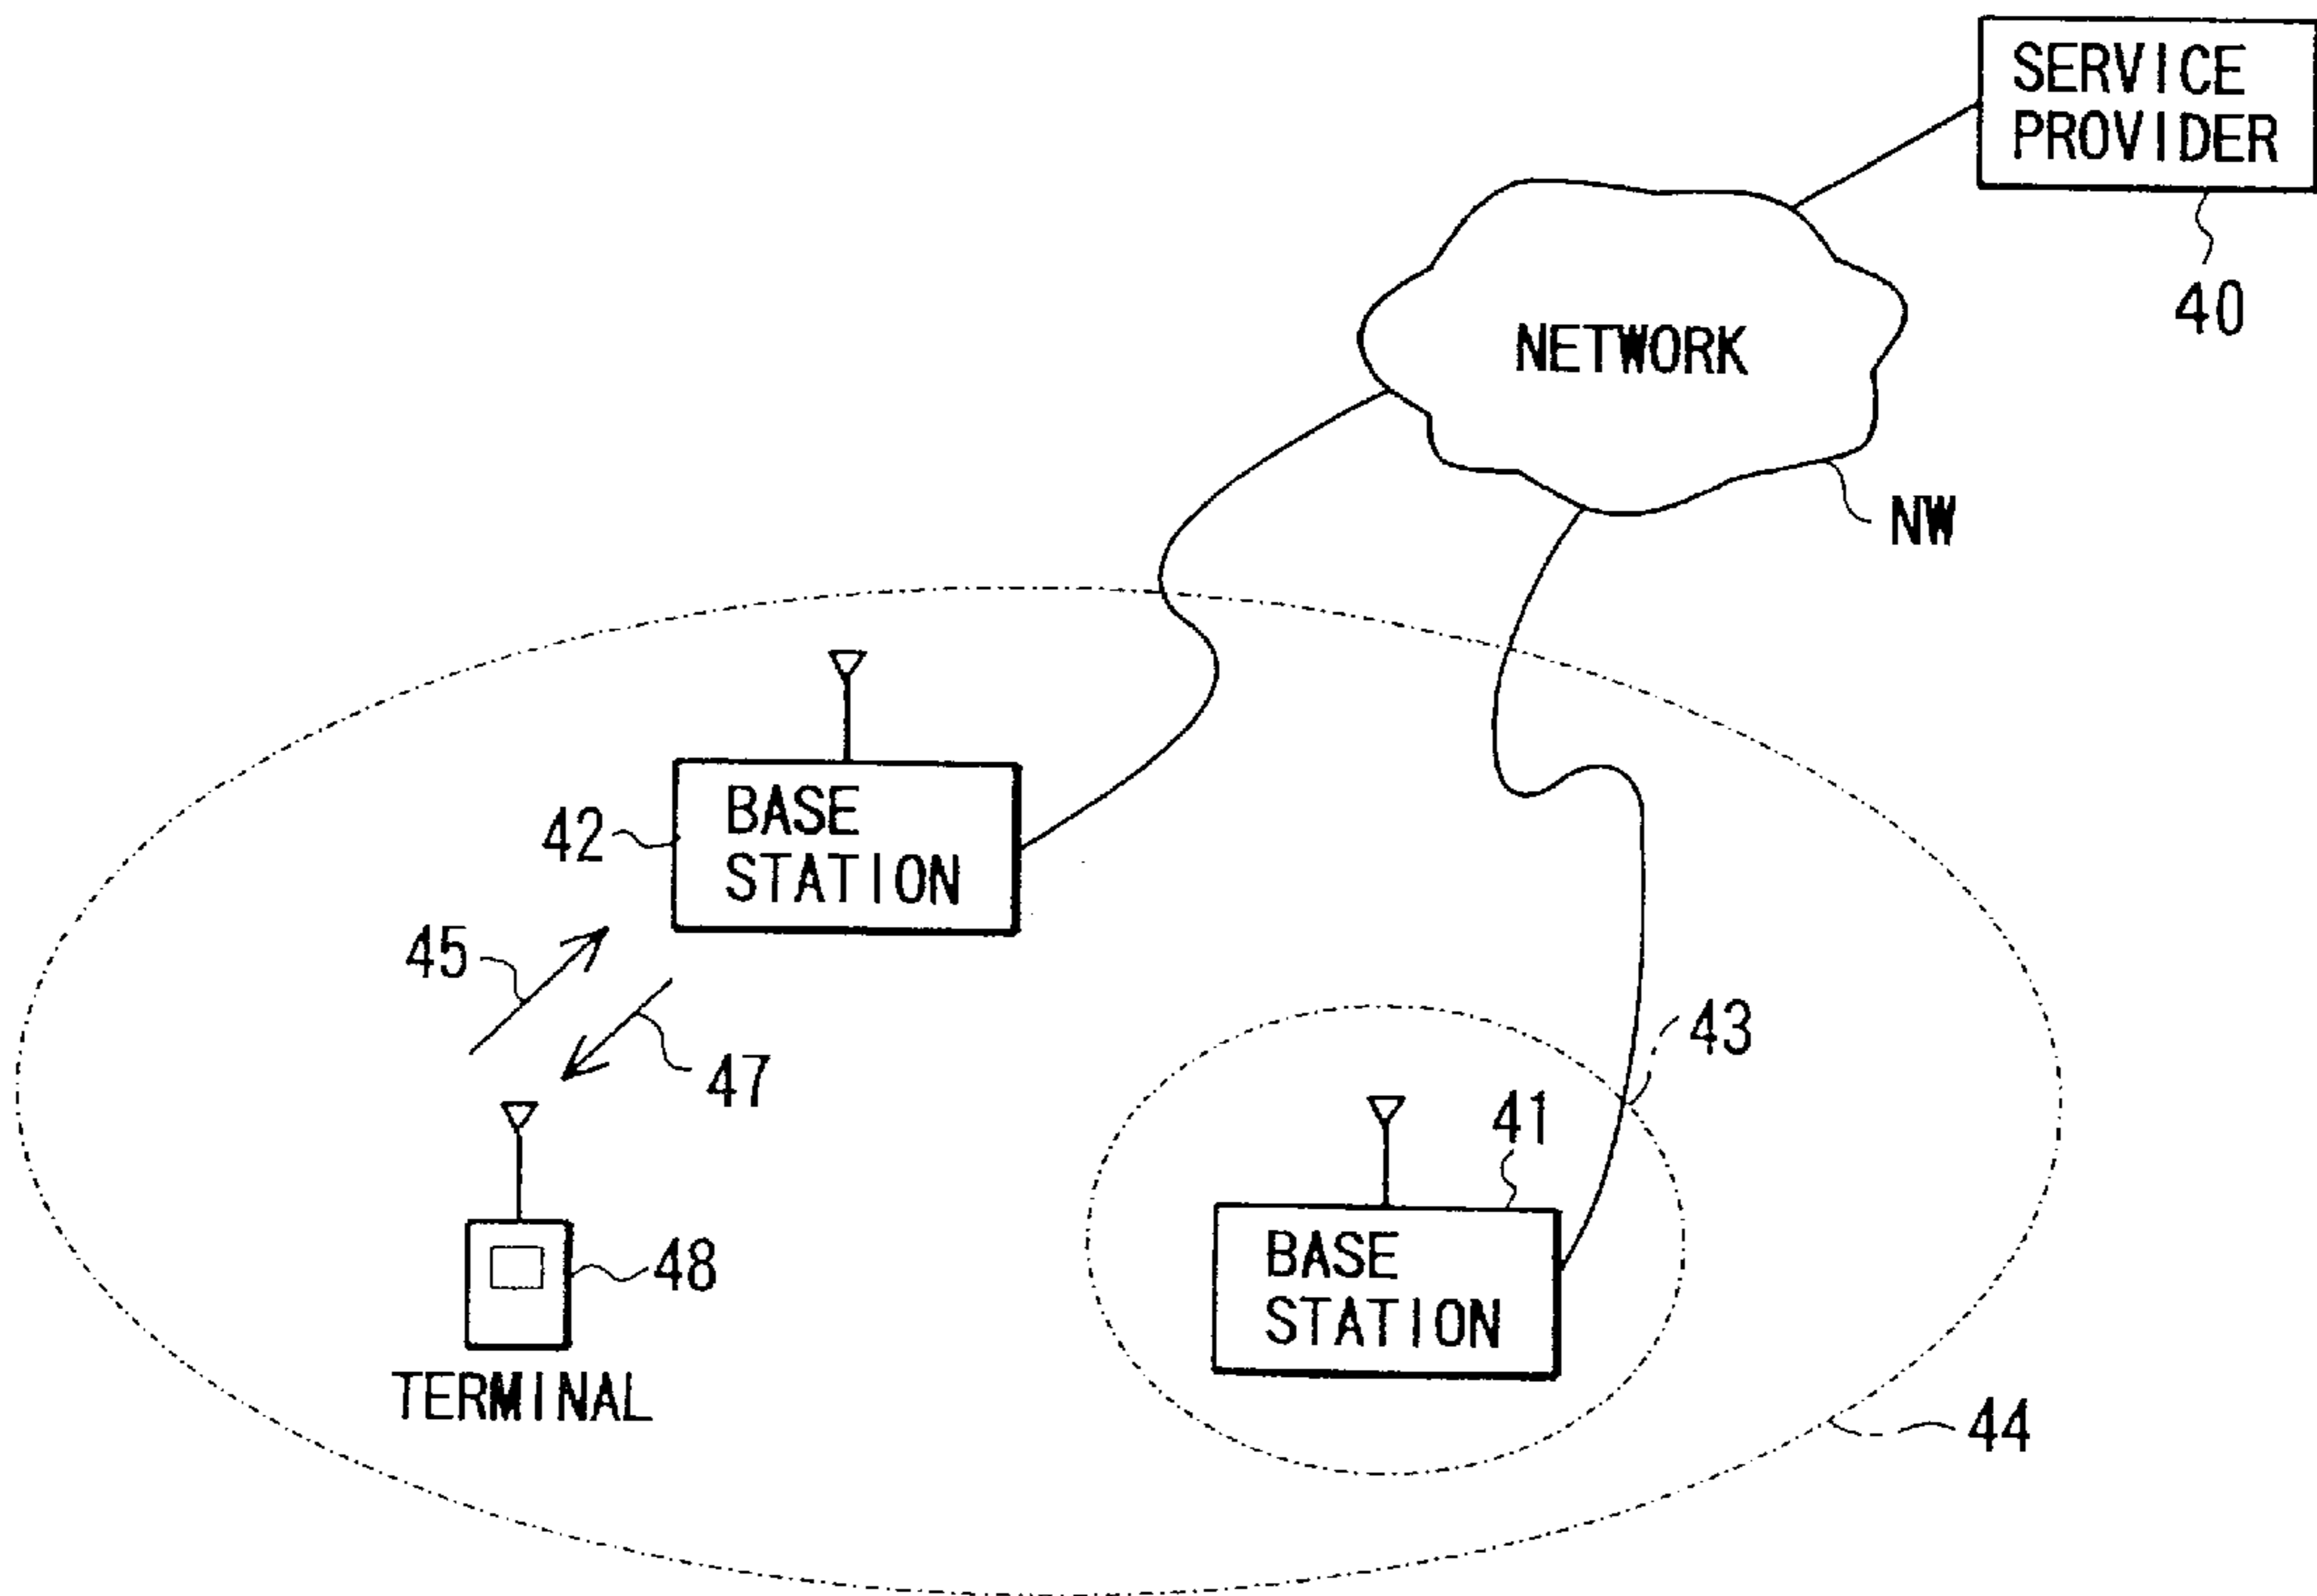 SERVICE
PROVIDER
40
NETWORK
NW
BASE
STATION
42
45
47
43
41
BASE
STATION
48
TERMINAL
44